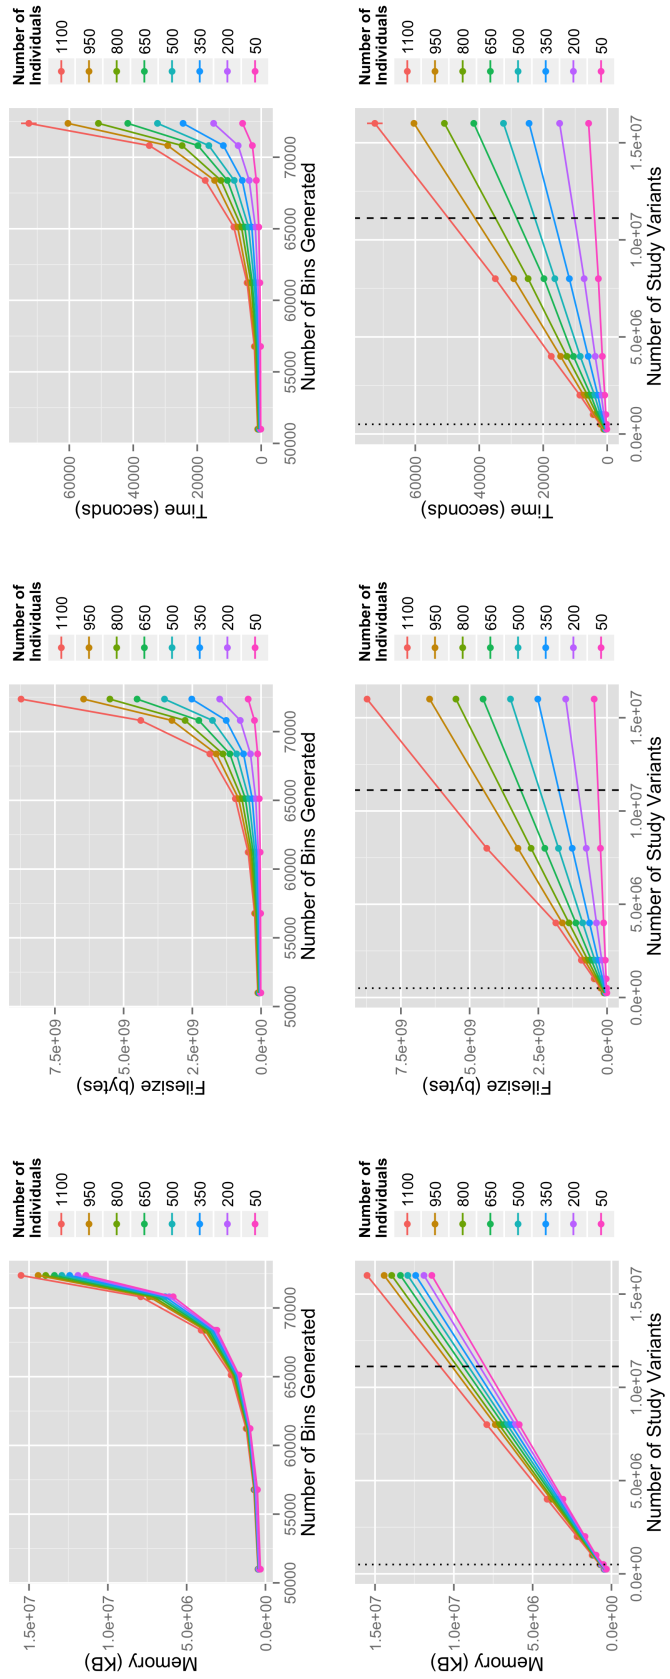 Memory (KB)
1.5e+07
1.0e+07
5.0e+06
0.0e+00
50000 55000 60000 65000 70000
Number of Bins Generated
Number of
Individuals
1100
950
800
650
500
350
200
50
Filesize (bytes)
7.5e+09
5.0e+09
2.5e+09
0.0e+00
50000 55000 60000 65000 70000
Number of Bins Generated
Number of
Individuals
1100
950
800
650
500
350
200
50
Time (seconds)
60000
40000
20000
0
50000 55000 60000 65000 70000
Number of Bins Generated
Number of
Individuals
1100
950
800
650
500
350
200
50
Memory (KB)
1.5e+07
1.0e+07
5.0e+06
0.0e+00
0.0e+00 5.0e+06 1.0e+07 1.5e+07
Number of Study Variants
Number of
Individuals
1100
950
800
650
500
350
200
50
Filesize (bytes)
7.5e+09
5.0e+09
2.5e+09
0.0e+00
0.0e+00 5.0e+06 1.0e+07 1.5e+07
Number of Study Variants
Number of
Individuals
1100
950
800
650
500
350
200
50
Time (seconds)
60000
40000
20000
0
0.0e+00 5.0e+06 1.0e+07 1.5e+07
Number of Study Variants
Number of
Individuals
1100
950
800
650
500
350
200
50